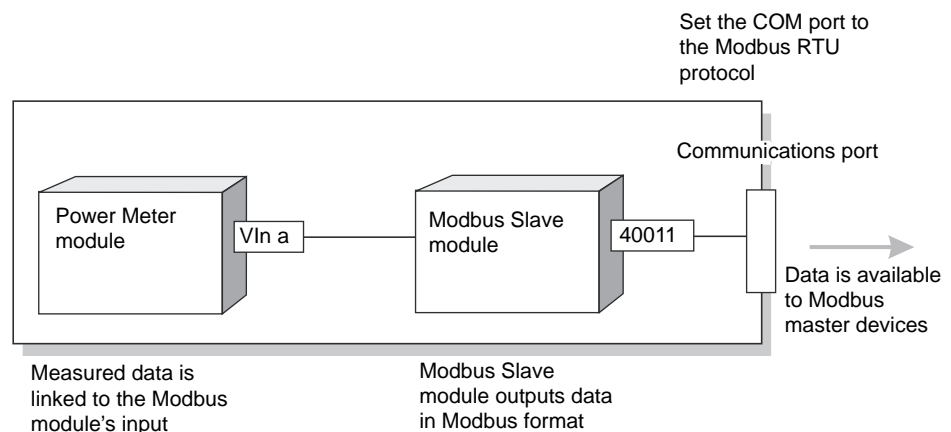 Set the COM port to
the Modbus RTU
protocol
Communications port
Power Meter
module
VIn a
Modbus Slave
module
40011
Data is available
to Modbus
master devices
Measured data is
linked to the Modbus
module's input
Modbus Slave
module outputs data
in Modbus format